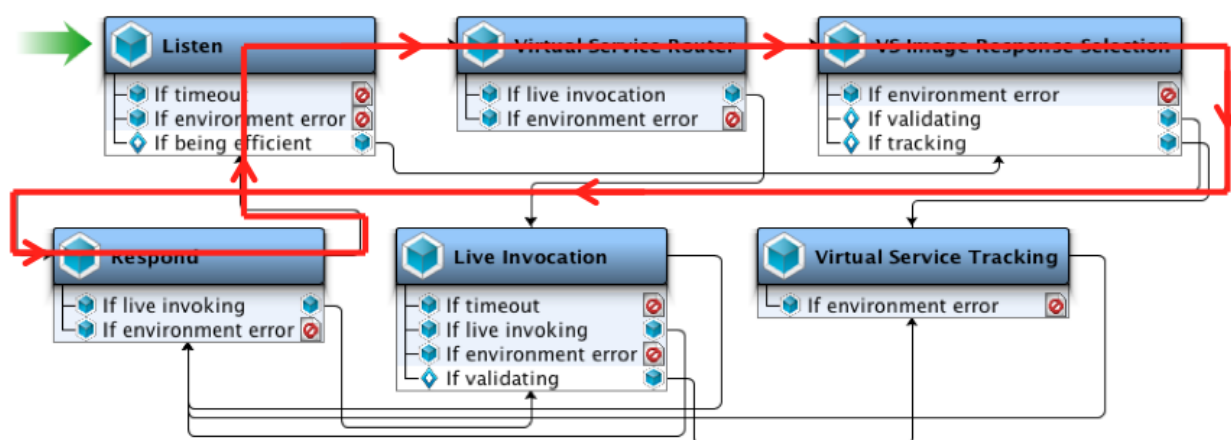 Listen
If timeout
If environment error
If being efficient
Virtual Service Router
If live invocation
If environment error
VS Image Response Selection
If environment error
If validating
If tracking
Respond
If live invoking
If environment error
Live Invocation
If timeout
If live invoking
If environment error
If validating
Virtual Service Tracking
If environment error